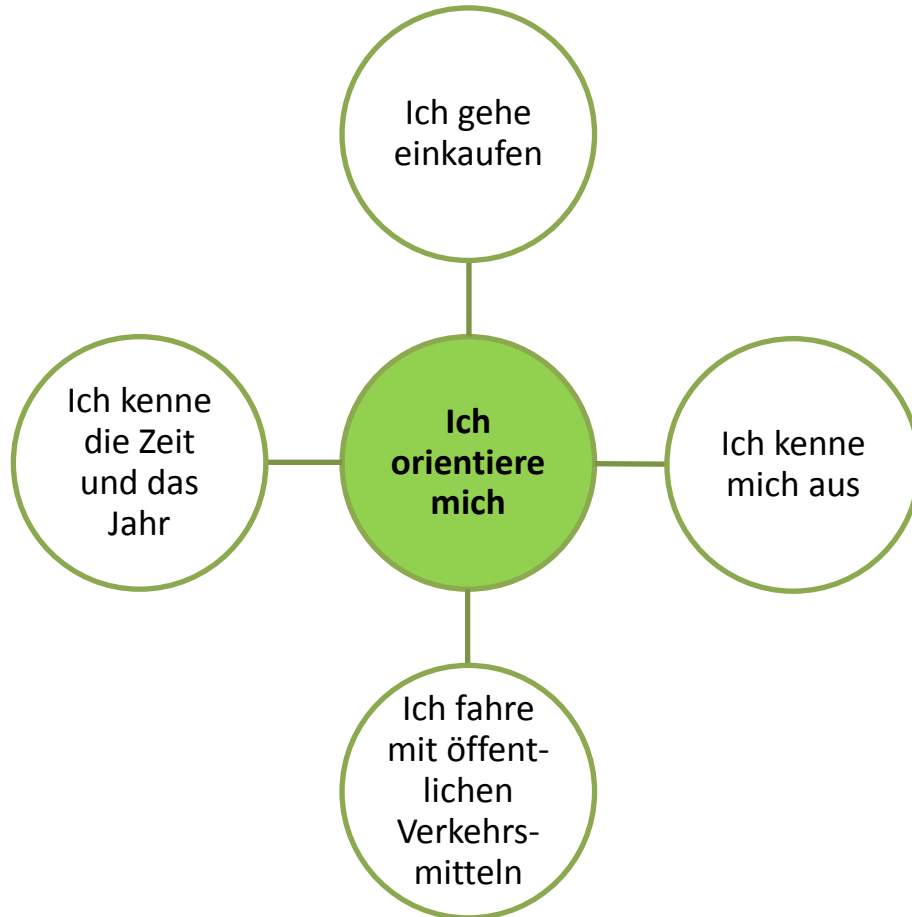 Ich gehe
einkaufen
Ich kenne
die Zeit
und das
Jahr
Ich
orientiere
mich
Ich kenne
mich aus
Ich fahre
mit öffent-
lichen
Verkehrs-
mitteln